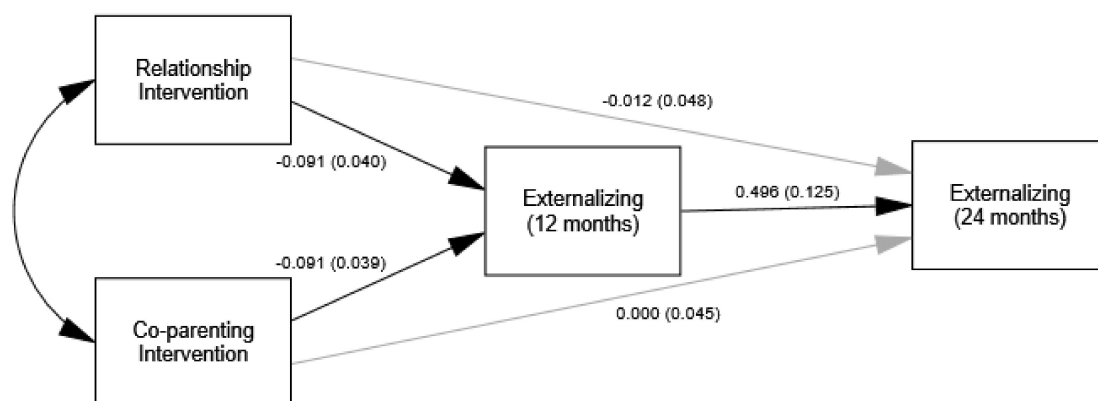 Relationship
Intervention
-0.012 (0.048)
-0.091 (0.040)
Externalizing
(12 months)
0.496 (0.125)
Externalizing
(24 months)
-0.091 (0.039)
0.000 (0.045)
Co-parenting
Intervention